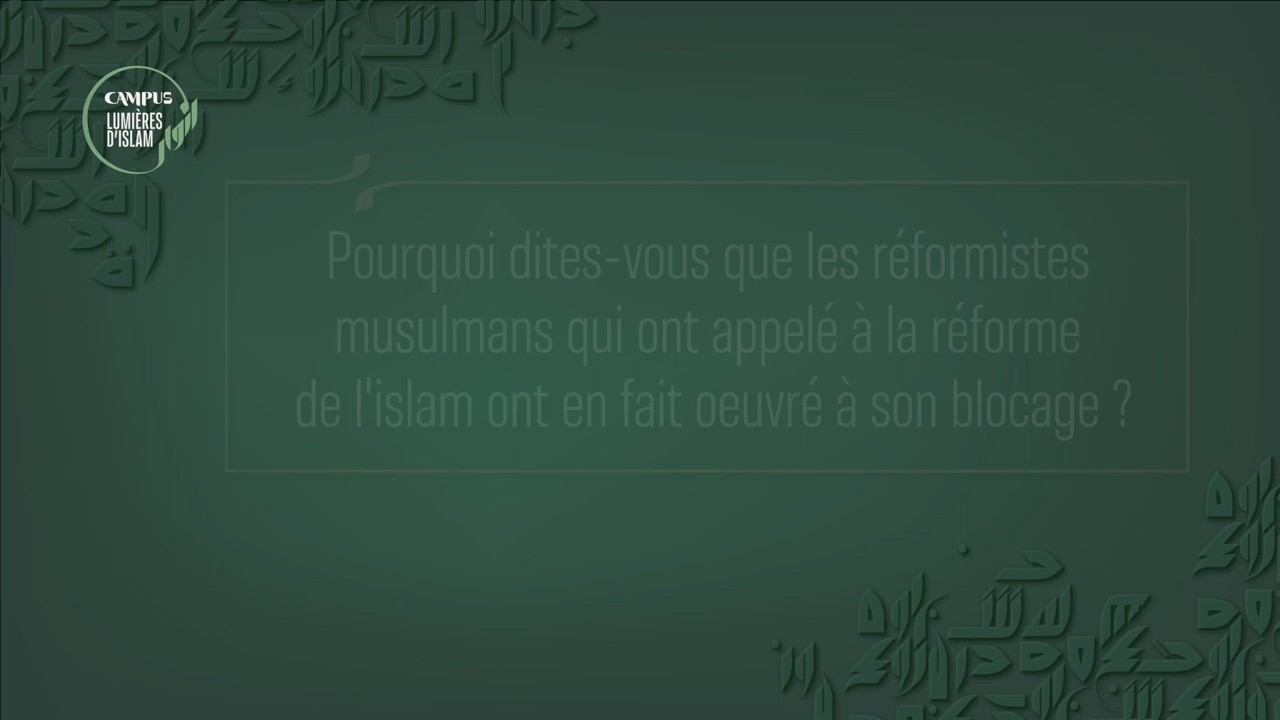 CAMPUS
LUMIÈRES
D'ISLAM
Pourquoi dites-vous que les réformistes
musulmans qui ont appelé à la réforme
de l'islam ont en fait oeuvré à son blocage ?